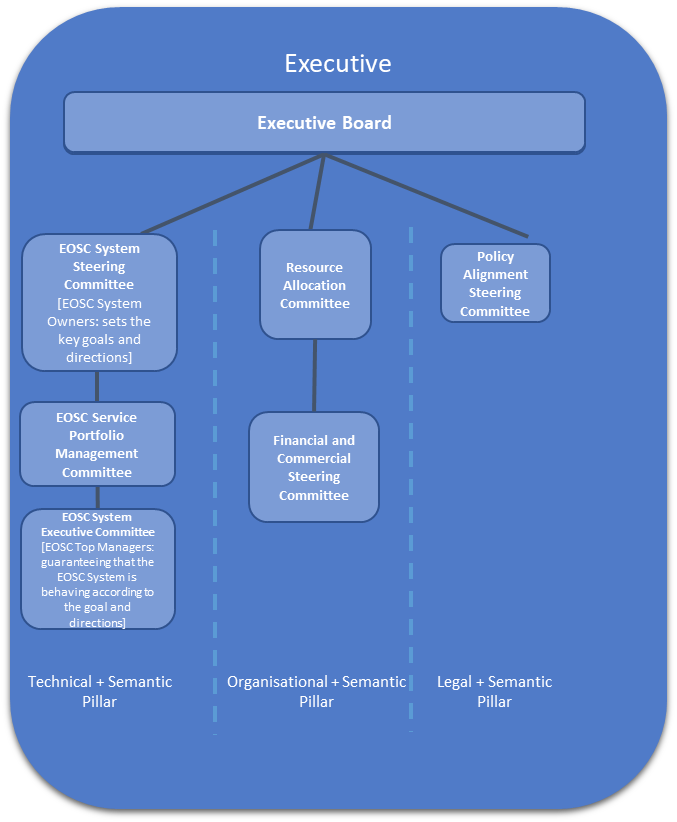 Executive
Executive Board
EOSC System
Steering
Committee
[EOSC System
Owners: sets the
key goals and
directions]
Resource
Allocation
Committee
Policy
Alignment
Steering
Committee
EOSC Service
Portfolio
Management
Committee
Financial and
Commercial
Steering
Committee
EOSC System
Executive Committee
[EOSC Top Managers:
guaranteeing that the
EOSC System is
behaving according to
the goal and
directions]
Technical + Semantic
Pillar
Organisational + Semantic
Pillar
Legal + Semantic
Pillar